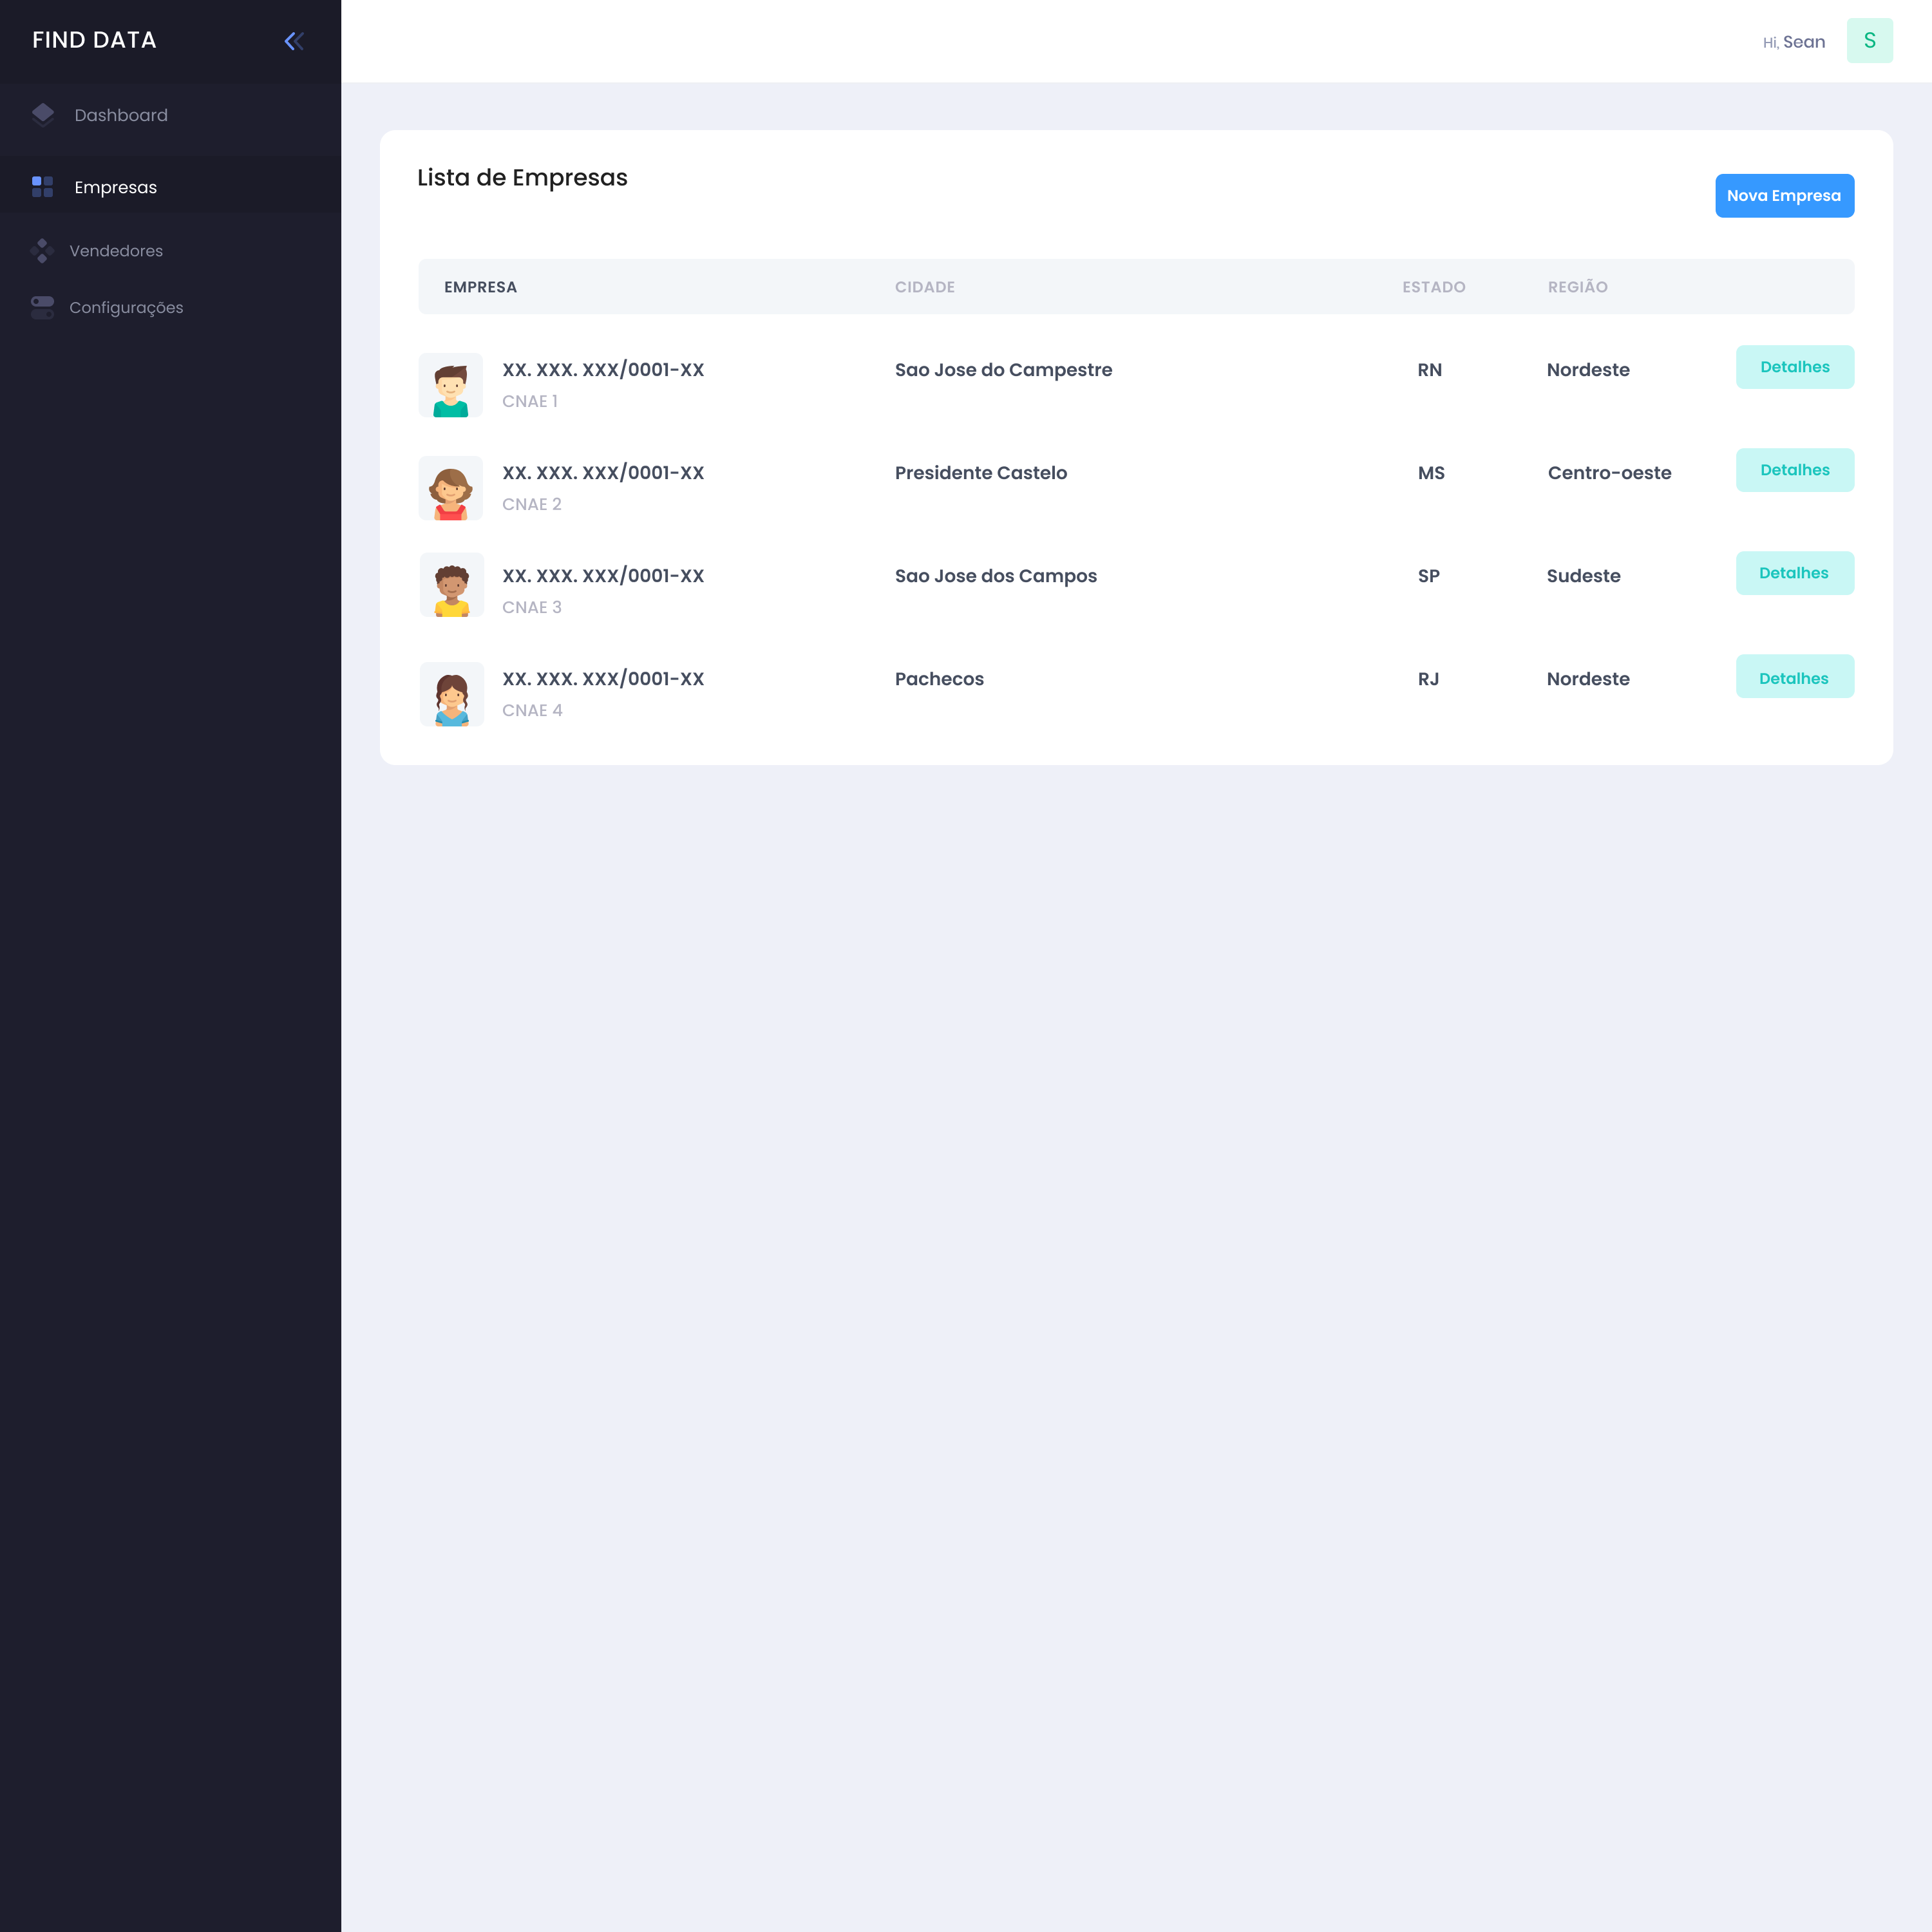 FIND DATA
Hi, Sean
S
Dashboard
Empresas
Vendedores
Configurações
Lista de Empresas
Nova Empresa
EMPRESA CIDADE ESTADO REGIÃO
XX. XXX. XXX/0001-XX Sao Jose do Campestre RN Nordeste Detalhes
CNAE 1
XX. XXX. XXX/0001-XX Presidente Castelo MS Centro-oeste Detalhes
CNAE 2
XX. XXX. XXX/0001-XX Sao Jose dos Campos SP Sudeste Detalhes
CNAE 3
XX. XXX. XXX/0001-XX Pachecos RJ Nordeste Detalhes
CNAE 4